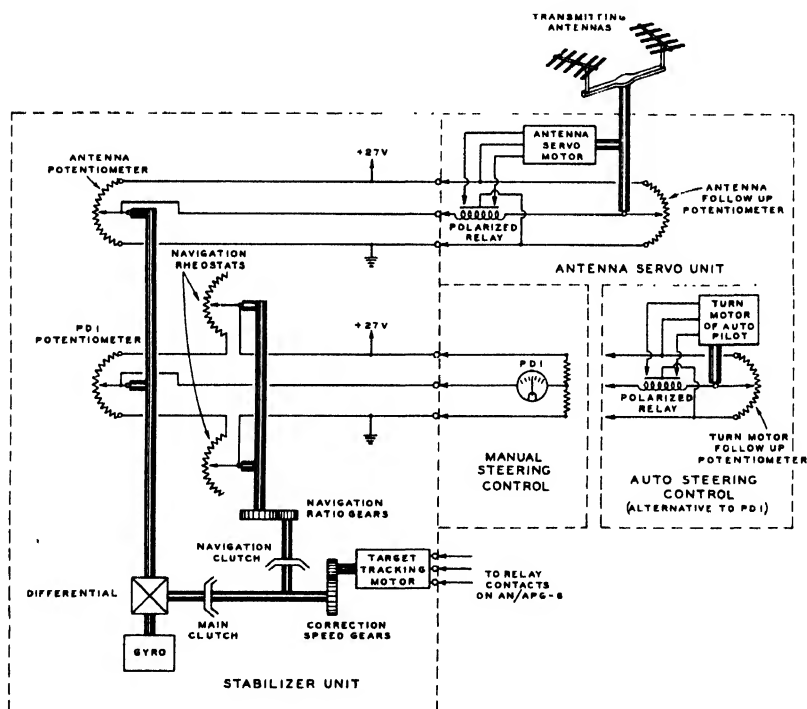 TRANSMITTING
ANTENNAS
ANTENNA
POTENTIOMETER
+27V
ANTENNA
SERVO
MOTOR
POLARIZED
RELAY
ANTENNA
FOLLOW UP
POTENTIOMETER
ANTENNA SERVO UNIT
NAVIGATION
RHEOSTATS
PDI
POTENTIOMETER
+27V
PDI
MANUAL
STEERING
CONTROL
TURN
MOTOR
OF AUTO
PILOT
POLARIZED
RELAY
TURN MOTOR
FOLLOW UP
POTENTIOMETER
AUTO STEERING
CONTROL
(ALTERNATIVE TO PDI)
NAVIGATION
RATIO GEARS
NAVIGATION
CLUTCH
TARGET
TRACKING
MOTOR
TO RELAY
CONTACTS
ON AN/APG-8
DIFFERENTIAL
MAIN
CLUTCH
CORRECTION
SPEED GEARS
GYRO
STABILIZER UNIT